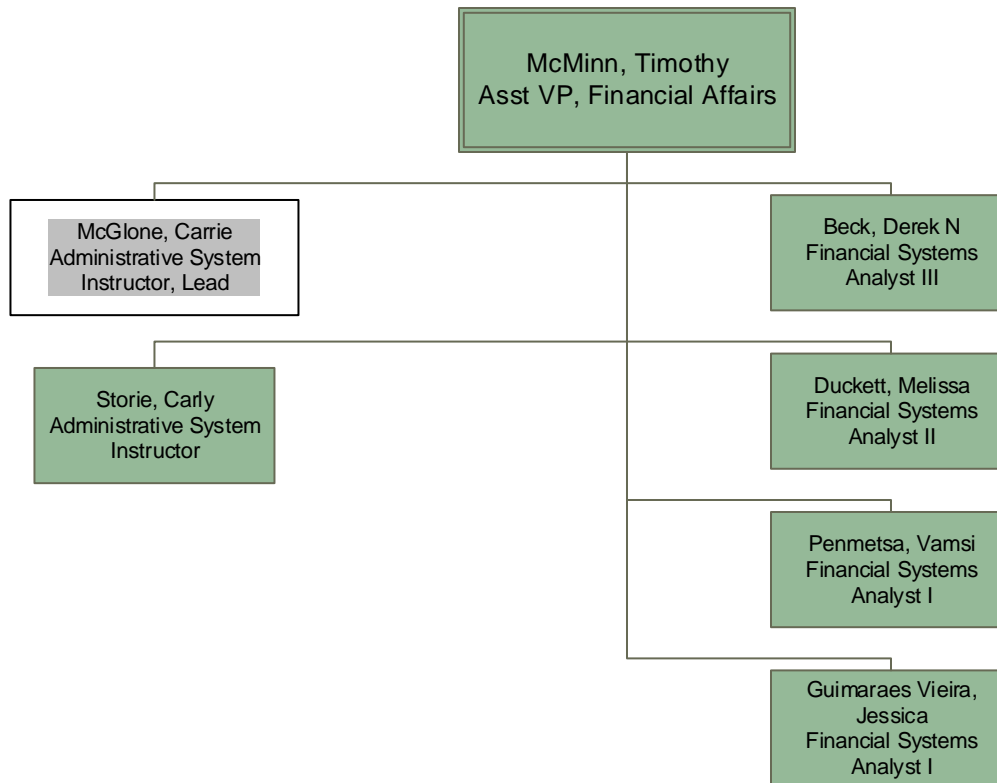 McMinn, Timothy
Asst VP, Financial Affairs
McGlone, Carrie
Administrative System
Instructor, Lead
Beck, Derek N
Financial Systems
Analyst III
Storie, Carly
Administrative System
Instructor
Duckett, Melissa
Financial Systems
Analyst II
Penmetsa, Vamsi
Financial Systems
Analyst I
Guimaraes Vieira,
Jessica
Financial Systems
Analyst I